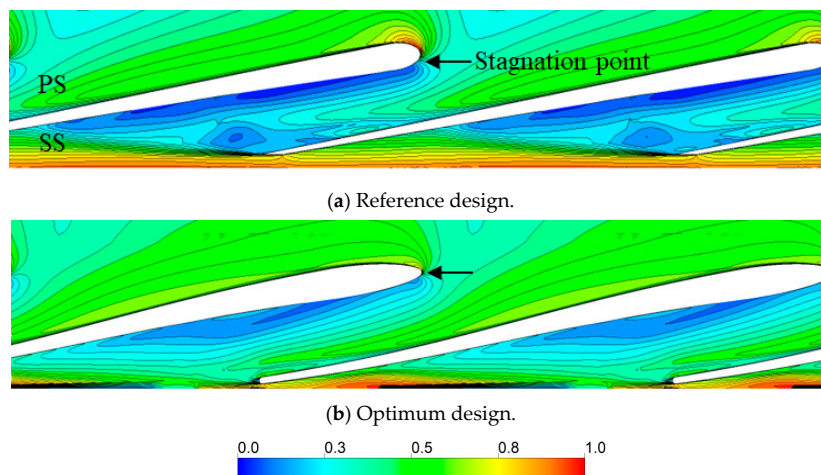 PS
Stagnation point
SS
(a) Reference design.
(b) Optimum design.
0.0 0.3 0.5 0.8 1.0